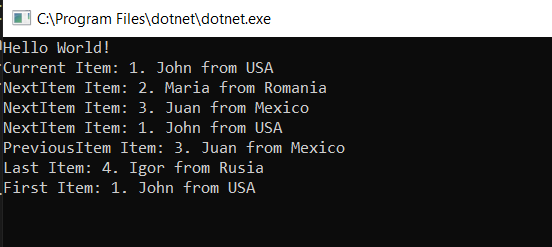 C:\Program Files\dotnet\dotnet.exe
Hello World!
Current Item: 1. John from USA
NextItem Item: 2. Maria from Romania
NextItem Item: 3. Juan from Mexico
NextItem Item: 1. John from USA
PreviousItem Item: 3. Juan from Mexico
Last Item: 4. Igor from Rusia
First Item: 1. John from USA